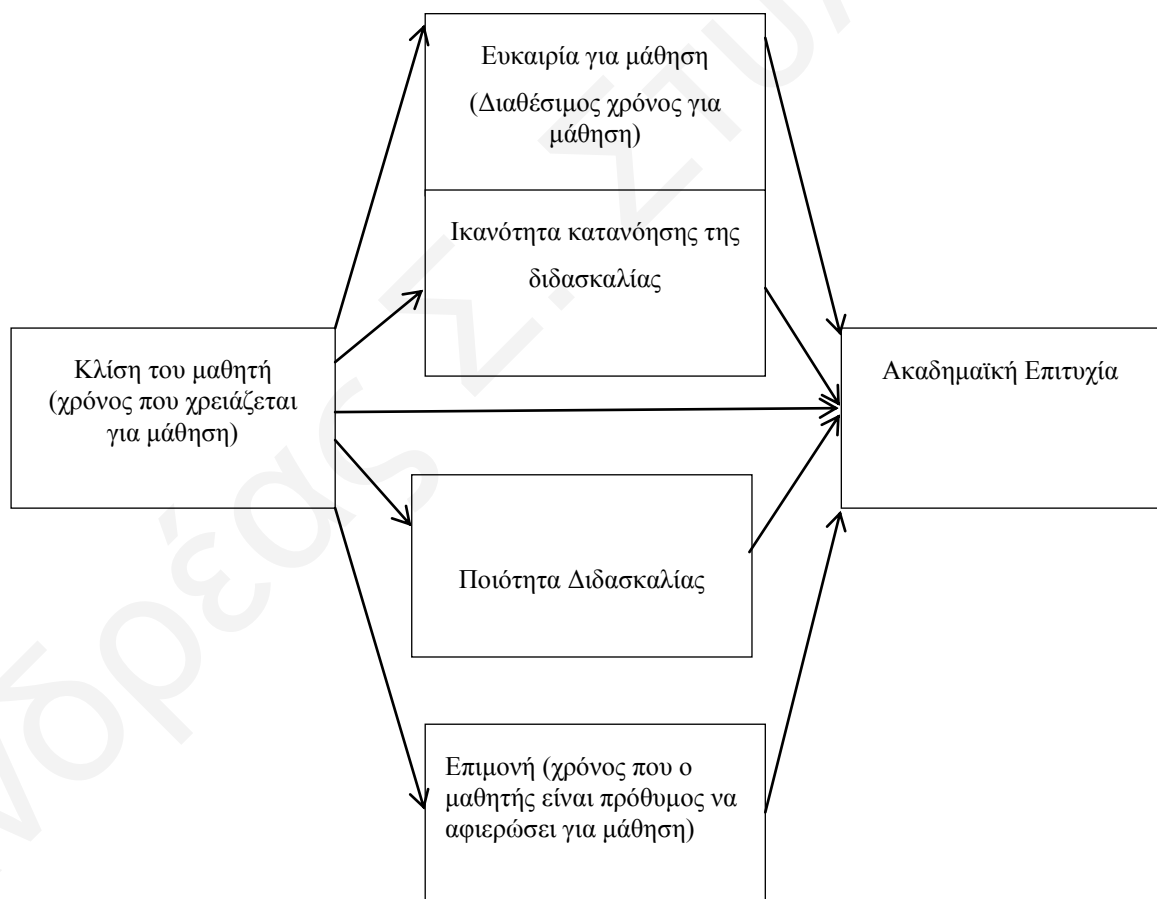 Ευκαιρία για μάθηση
(Διαθέσιμος χρόνος για
μάθηση)
Ικανότητα κατανόησης της
διδασκαλίας
Κλίση του μαθητή
(χρόνος που χρειάζεται
για μάθηση)
Ακαδημαϊκή Επιτυχία
Ποιότητα Διδασκαλίας
Επιμονή (χρόνος που ο
μαθητής είναι πρόθυμος να
αφιερώσει για μάθηση)